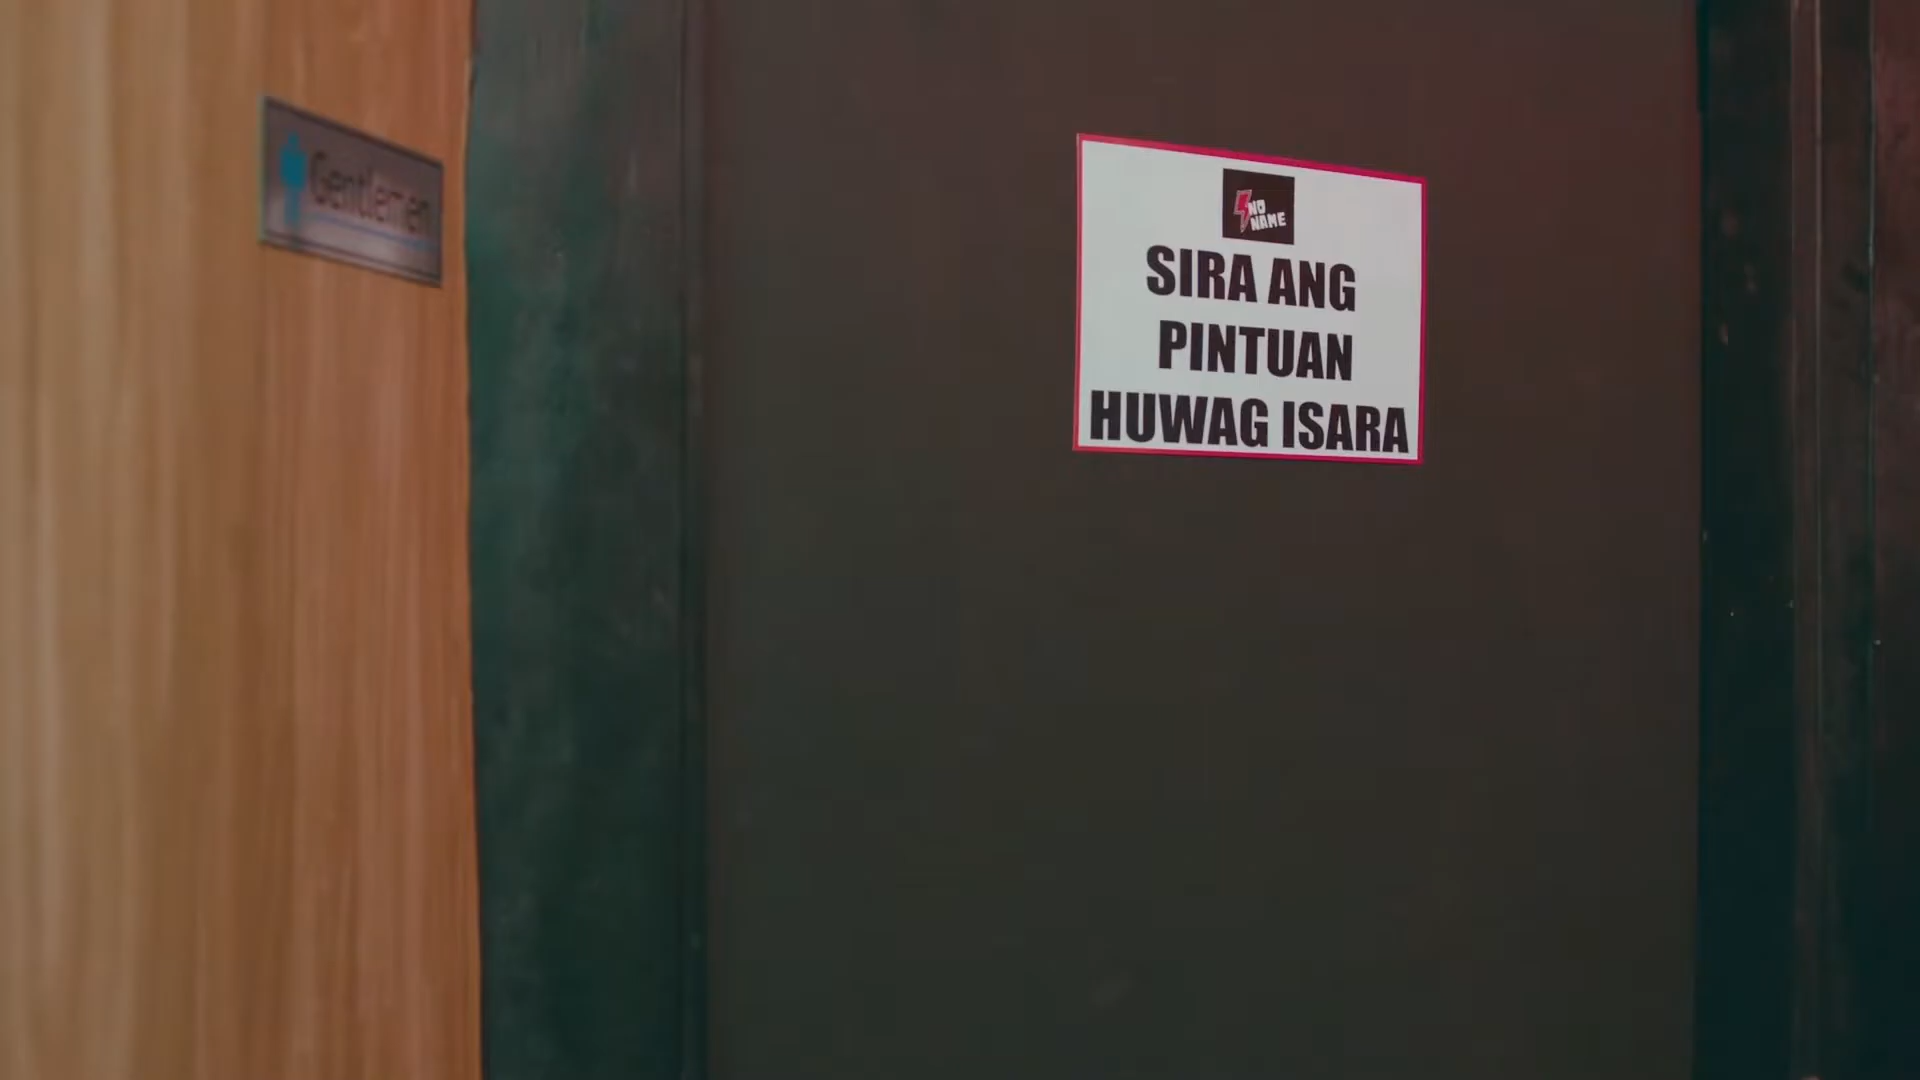 Gentlemen
NO
NAME
SIRA ANG
PINTUAN
HUWAG ISARA